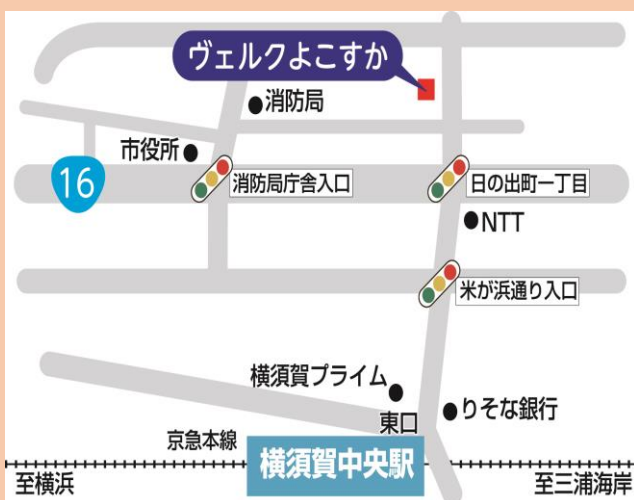 ヴェルクよこすか
消防局
市役所
16
消防局庁舎入口
日の出町一丁目
NTT
米が浜通り入口
横須賀プライム
東口
りそな銀行
京急本線
横須賀中央駅
至横浜
至三浦海岸